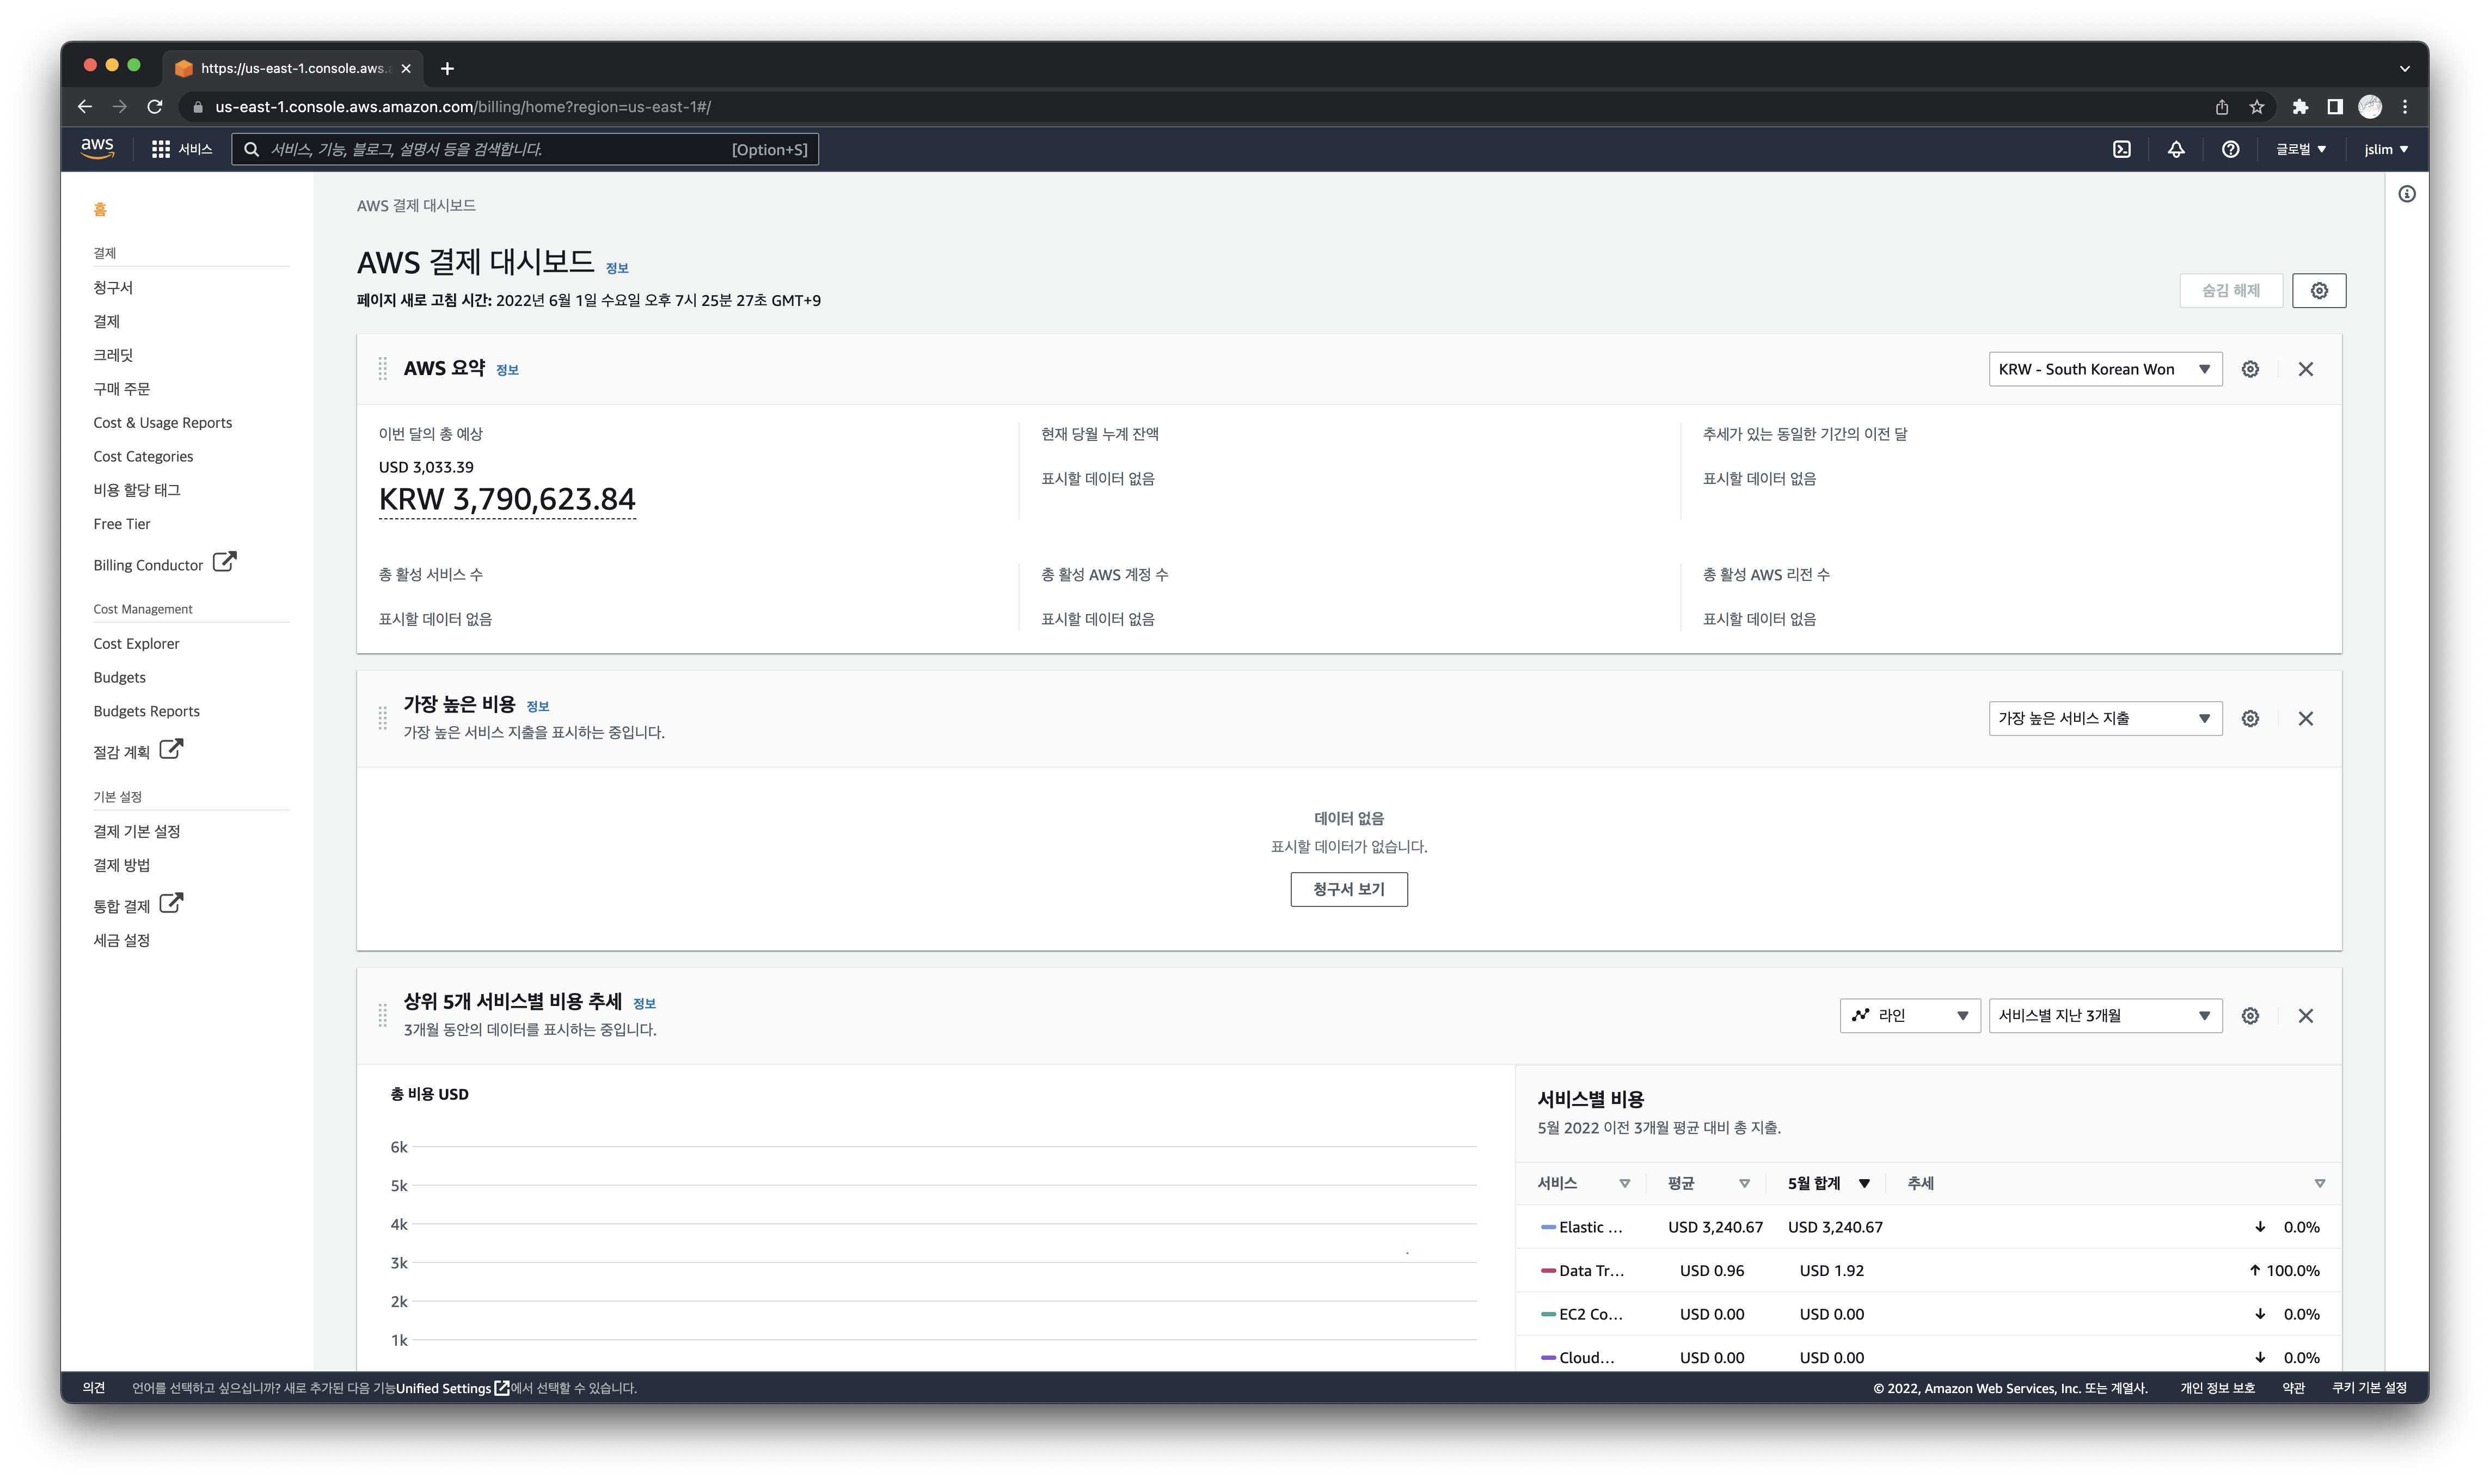 https://us-east-1.console.aws.a
us-east-1.console.aws.amazon.com/billing/home?region=us-east-1#/
aws
서비스
서비스, 기능, 블로그, 설명서 등을 검색합니다.
[Option+S]
글로벌
jslim
홈
결제
청구서
결제
크레딧
구매 주문
Cost & Usage Reports
Cost Categories
비용 할당 태그
Free Tier
Billing Conductor
Cost Management
Cost Explorer
Budgets
Budgets Reports
절감 계획
기본 설정
결제 기본 설정
결제 방법
통합 결제
세금 설정
AWS 결제 대시보드
AWS 결제 대시보드 정보
페이지 새로 고침 시간: 2022년 6월 1일 수요일 오후 7시 25분 27초 GMT+9
숨김 해제
AWS 요약 정보
KRW - South Korean Won
이번 달의 총 예상
USD 3,033.39
KRW 3,790,623.84
현재 당월 누계 잔액
표시할 데이터 없음
추세가 있는 동일한 기간의 이전 달
표시할 데이터 없음
총 활성 서비스 수
표시할 데이터 없음
총 활성 AWS 계정 수
표시할 데이터 없음
총 활성 AWS 리전 수
표시할 데이터 없음
가장 높은 비용 정보
가장 높은 서비스 지출을 표시하는 중입니다.
가장 높은 서비스 지출
데이터 없음
표시할 데이터가 없습니다.
청구서 보기
상위 5개 서비스별 비용 추세 정보
3개월 동안의 데이터를 표시하는 중입니다.
라인
서비스별 지난 3개월
총 비용 USD
6k
5k
4k
3k
2k
1k
서비스별 비용
5월 2022 이전 3개월 평균 대비 총 지출.
서비스 평균 5월 합계 추세
Elastic ... USD 3,240.67 USD 3,240.67 0.0%
Data Tr... USD 0.96 USD 1.92 100.0%
EC2 Co... USD 0.00 USD 0.00 0.0%
Cloud... USD 0.00 USD 0.00 0.0%
의견
언어를 선택하고 싶으십니까? 새로 추가된 다음 기능Unified Settings에서 선택할 수 있습니다.
© 2022, Amazon Web Services, Inc. 또는 계열사.
개인 정보 보호
약관
쿠키 기본 설정